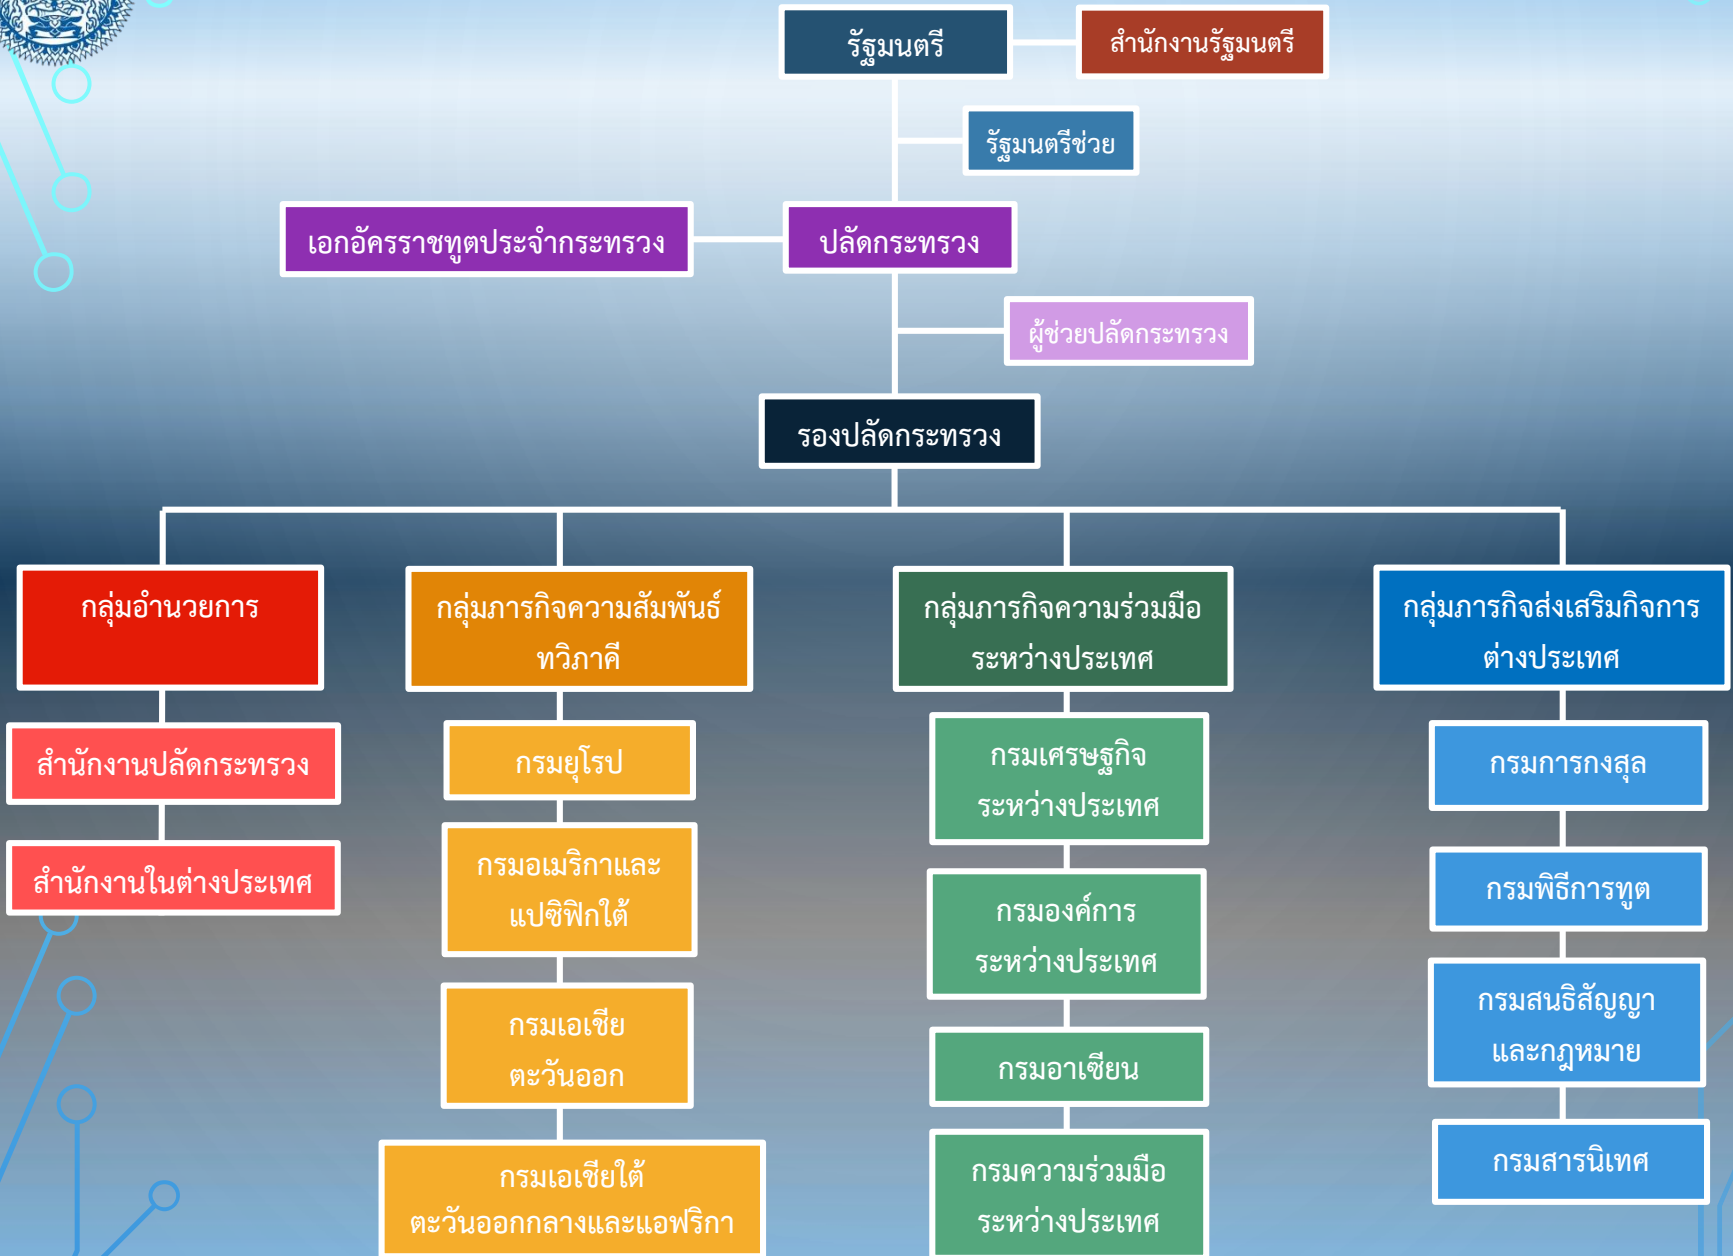 รัฐมนตรี
สำนักงานรัฐมนตรี
รัฐมนตรีช่วย
เอกอัครราชทูตประจำกระทรวง
ปลัดกระทรวง
ผู้ช่วยปลัดกระทรวง
รองปลัดกระทรวง
กลุ่มอำนวยการ
สำนักงานปลัดกระทรวง
สำนักงานในต่างประเทศ
กลุ่มภารกิจความสัมพันธ์
ทวิภาคี
กรมยุโรป
กรมอเมริกาและ
แปซิฟิกใต้
กรมเอเชีย
ตะวันออก
กรมเอเชียใต้
ตะวันออกกลางและแอฟริกา
กลุ่มภารกิจความร่วมมือ
ระหว่างประเทศ
กรมเศรษฐกิจ
ระหว่างประเทศ
กรมองค์การ
ระหว่างประเทศ
กรมอาเซียน
กรมความร่วมมือ
ระหว่างประเทศ
กลุ่มภารกิจส่งเสริมกิจการ
ต่างประเทศ
กรมการกงสุล
กรมพิธีการทูต
กรมสนธิสัญญา
และกฎหมาย
กรมสารนิเทศ